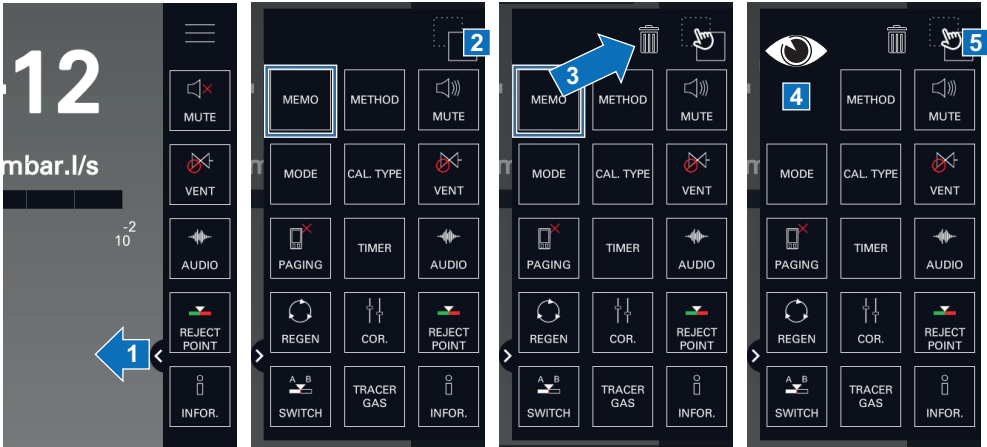 12
mbar.l/s
-2
10
MUTE
VENT
AUDIO
REJECT
POINT
INFOR.
1
2
MEMO
METHOD
MUTE
MODE
CAL. TYPE
VENT
PAGING
TIMER
AUDIO
REGEN
COR.
REJECT
POINT
A B
SWITCH
TRACER
GAS
INFOR.
3
MEMO
METHOD
MUTE
MODE
CAL. TYPE
VENT
PAGING
TIMER
AUDIO
REGEN
COR.
REJECT
POINT
A B
SWITCH
TRACER
GAS
INFOR.
5
4
METHOD
MUTE
MODE
CAL. TYPE
VENT
PAGING
TIMER
AUDIO
REGEN
COR.
REJECT
POINT
A B
SWITCH
TRACER
GAS
INFOR.